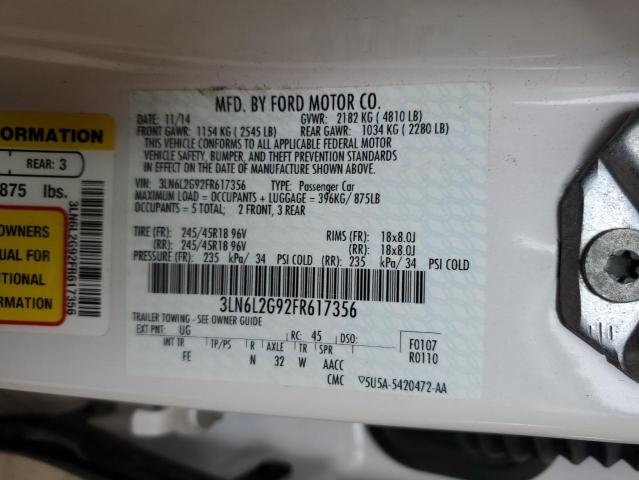 MFD. BY FORD MOTOR CO.
DATE: 11/14 GVWR: 2182 KG ( 4810 LB)
FRONT GAWR: 1154 KG ( 2545 LB) REAR GAWR: 1034 KG ( 2280 LB)
THIS VEHICLE CONFORMS TO ALL APPLICABLE FEDERAL MOTOR
VEHICLE SAFETY, BUMPER, AND THEFT PREVENTION STANDARDS
IN EFFECT ON THE DATE OF MANUFACTURE SHOWN ABOVE.
VIN: 3LN6L2G92FR617356 TYPE: Passenger Car
MAXIMUM LOAD = OCCUPANTS + LUGGAGE = 396KG/ 875LB
OCCUPANTS = 5 TOTAL; 2 FRONT, 3 REAR
TIRE (FR): 245/45R18 96V RIMS (FR): 18x8.0J
(RR): 245/45R18 96V (RR): 18x8.0J
PRESSURE (FR): 235 kPa/ 34 PSI COLD (RR): 235 kPa/ 34 PSI COLD
3LN6L2G92FR617356
TRAILER TOWING - SEE OWNER GUIDE
EXT PNT: UG RC: 45 DSO: F0107
INT TR TP/PS R AXLE TR SPR R0110
FE N 32 W AACC
CMC ▽5U5A-5420472-AA
ORMATION
REAR: 3
875 lbs.
OWNERS
UAL FOR
ITIONAL
MATION
3LN6L2G92FR617356